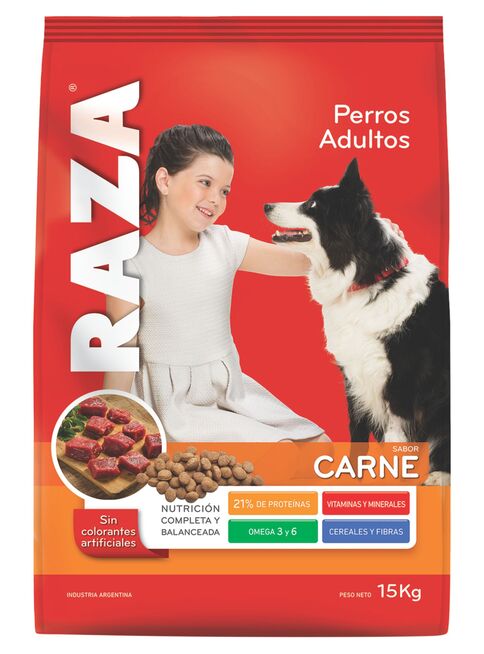 RAZA®
Perros
Adultos
SABOR
CARNE
Sin
colorantes
artificiales
NUTRICIÓN
COMPLETA Y
BALANCEADA
21% DE PROTEÍNAS
VITAMINAS Y MINERALES
OMEGA 3 y 6
CEREALES Y FIBRAS
INDUSTRIA ARGENTINA
PESO NETO 15Kg